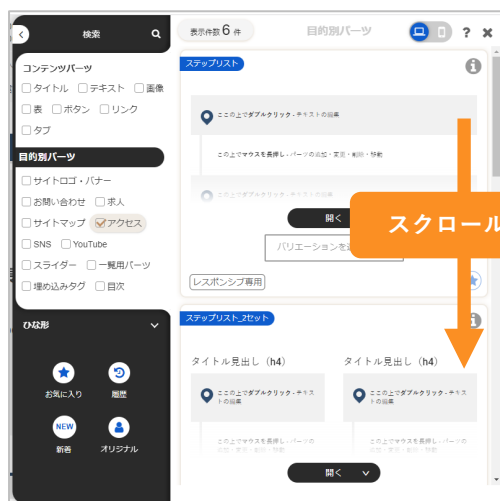 検索
表示件数 6 件
目的別パーツ
? ×
コンテンツパーツ
タイトル テキスト 画像
表 ボタン リンク
タブ
目的別パーツ
サイトロゴ・バナー
お問い合わせ 求人
サイトマップ アクセス
SNS YouTube
スライダー 一覧用パーツ
埋め込みタグ 目次
ひな形
お気に入り 履歴
NEW
新着 オリジナル
ステップリスト
ここの上でダブルクリック - テキストの編集
この上でマウスを長押し - パーツの追加・変更・削除・移動
ここの上でダブルクリック - テキストの編集
開く
スクロール
バリエーションを
レスポンシブ専用
ステップリスト_2セット
タイトル見出し（h4） タイトル見出し（h4）
ここの上でダブルクリック - テキストの編集
ここの上でダブルクリック - テキストの編集
この上でマウスを長押し - パーツの追加・変更・削除・移動
この上でマウスを長押し - パーツの追加・変更・削除・移動
開く